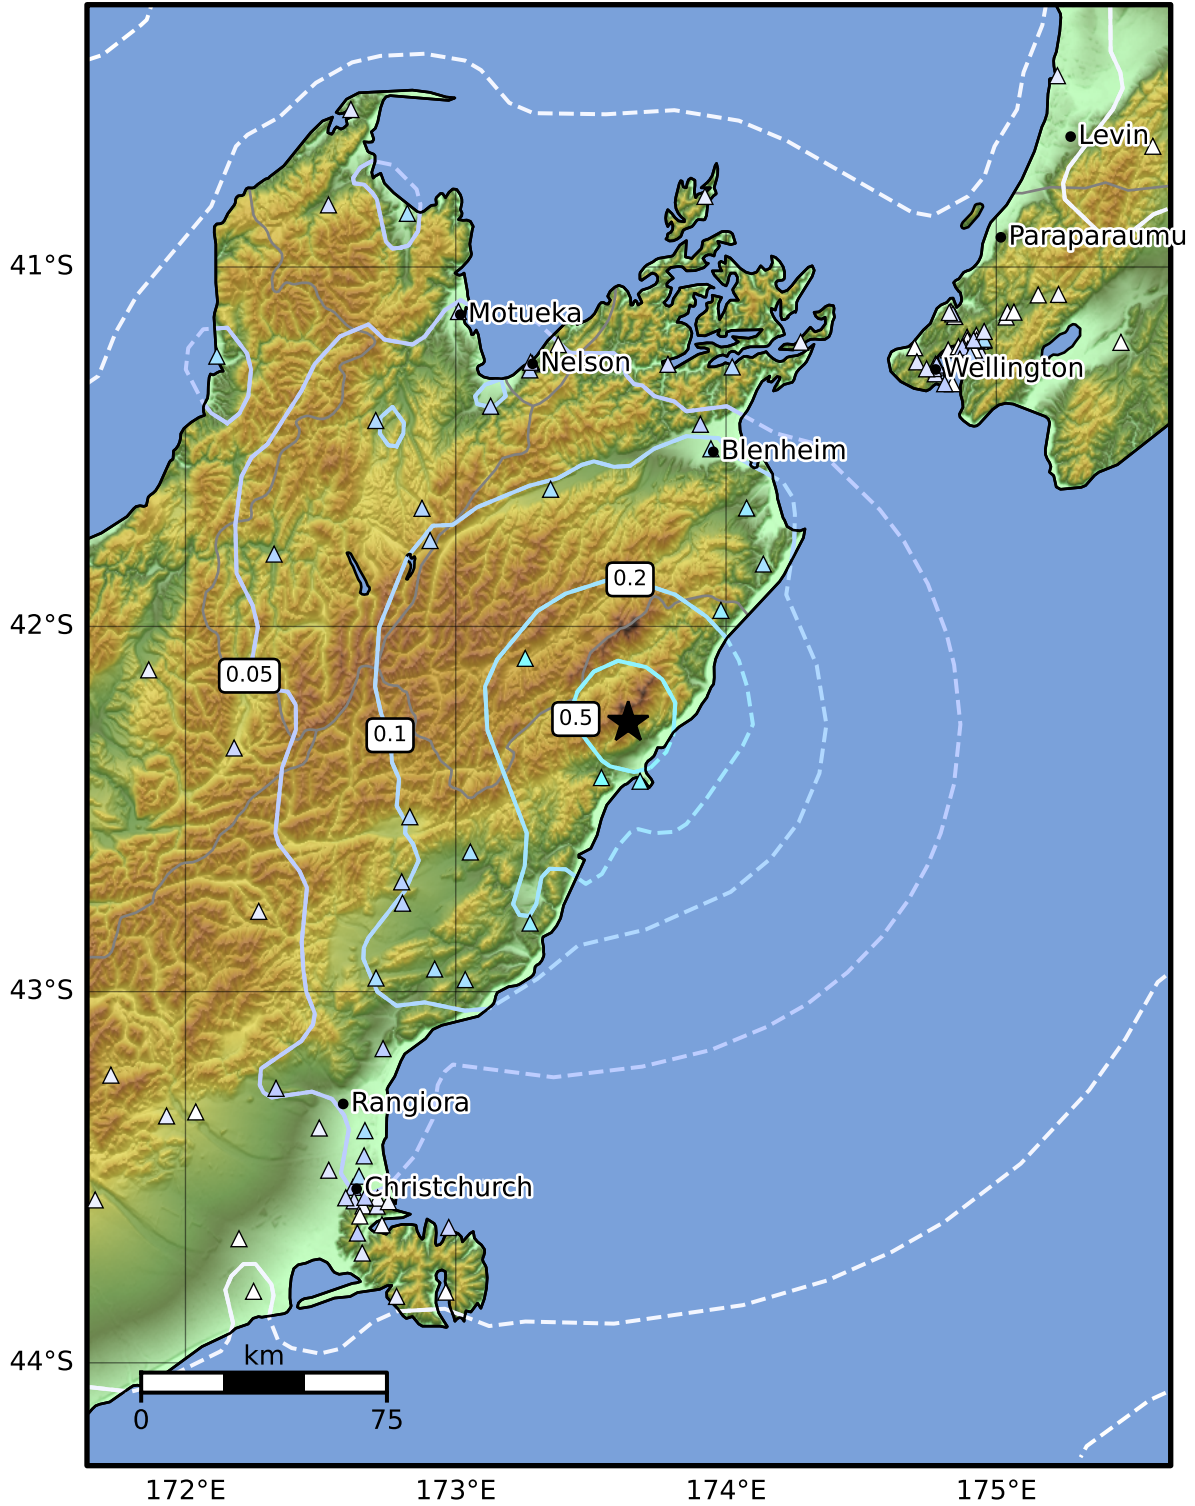 Levin
Paraparaumu
41°S
Motueka
Nelson
Wellington
Blenheim
0.2
42°S
0.05
0.5
0.1
43°S
Rangiora
Christchurch
km
44°S
0
75
172°E
173°E
174°E
175°E